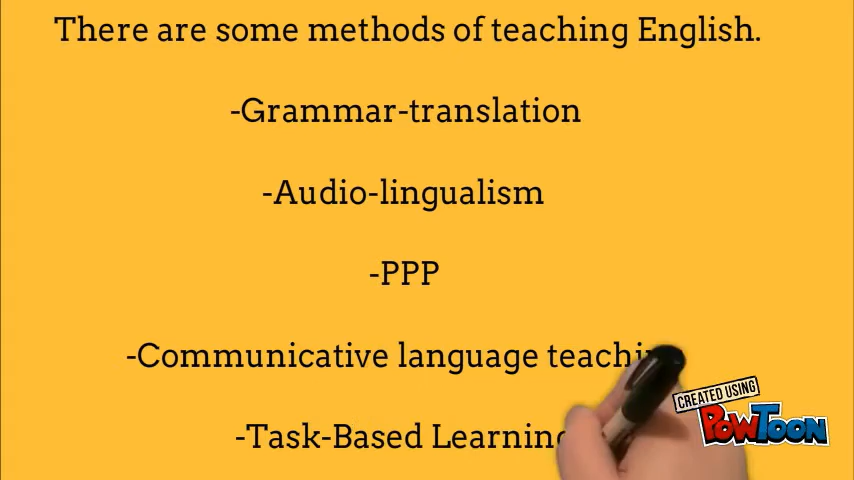 There are some methods of teaching English.
-Grammar-translation
-Audio-lingualism
-PPP
-Communicative language
-Task-Based Learning
CREATED USING
POWTOON